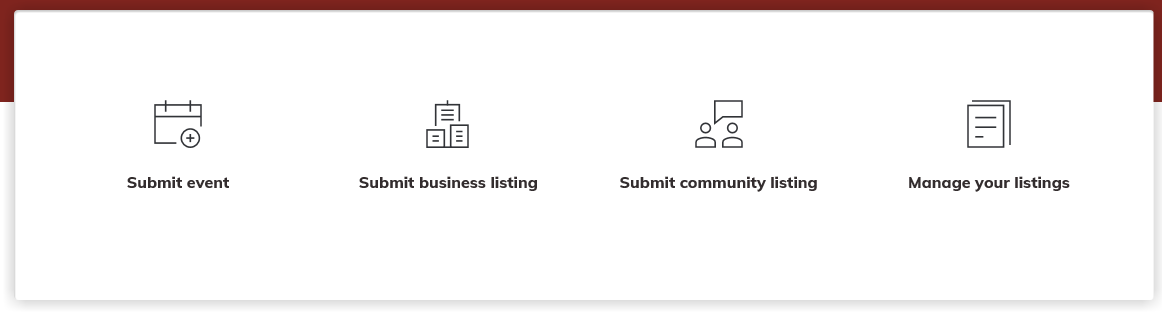 Submit event
Submit business listing
Submit community listing
Manage your listings